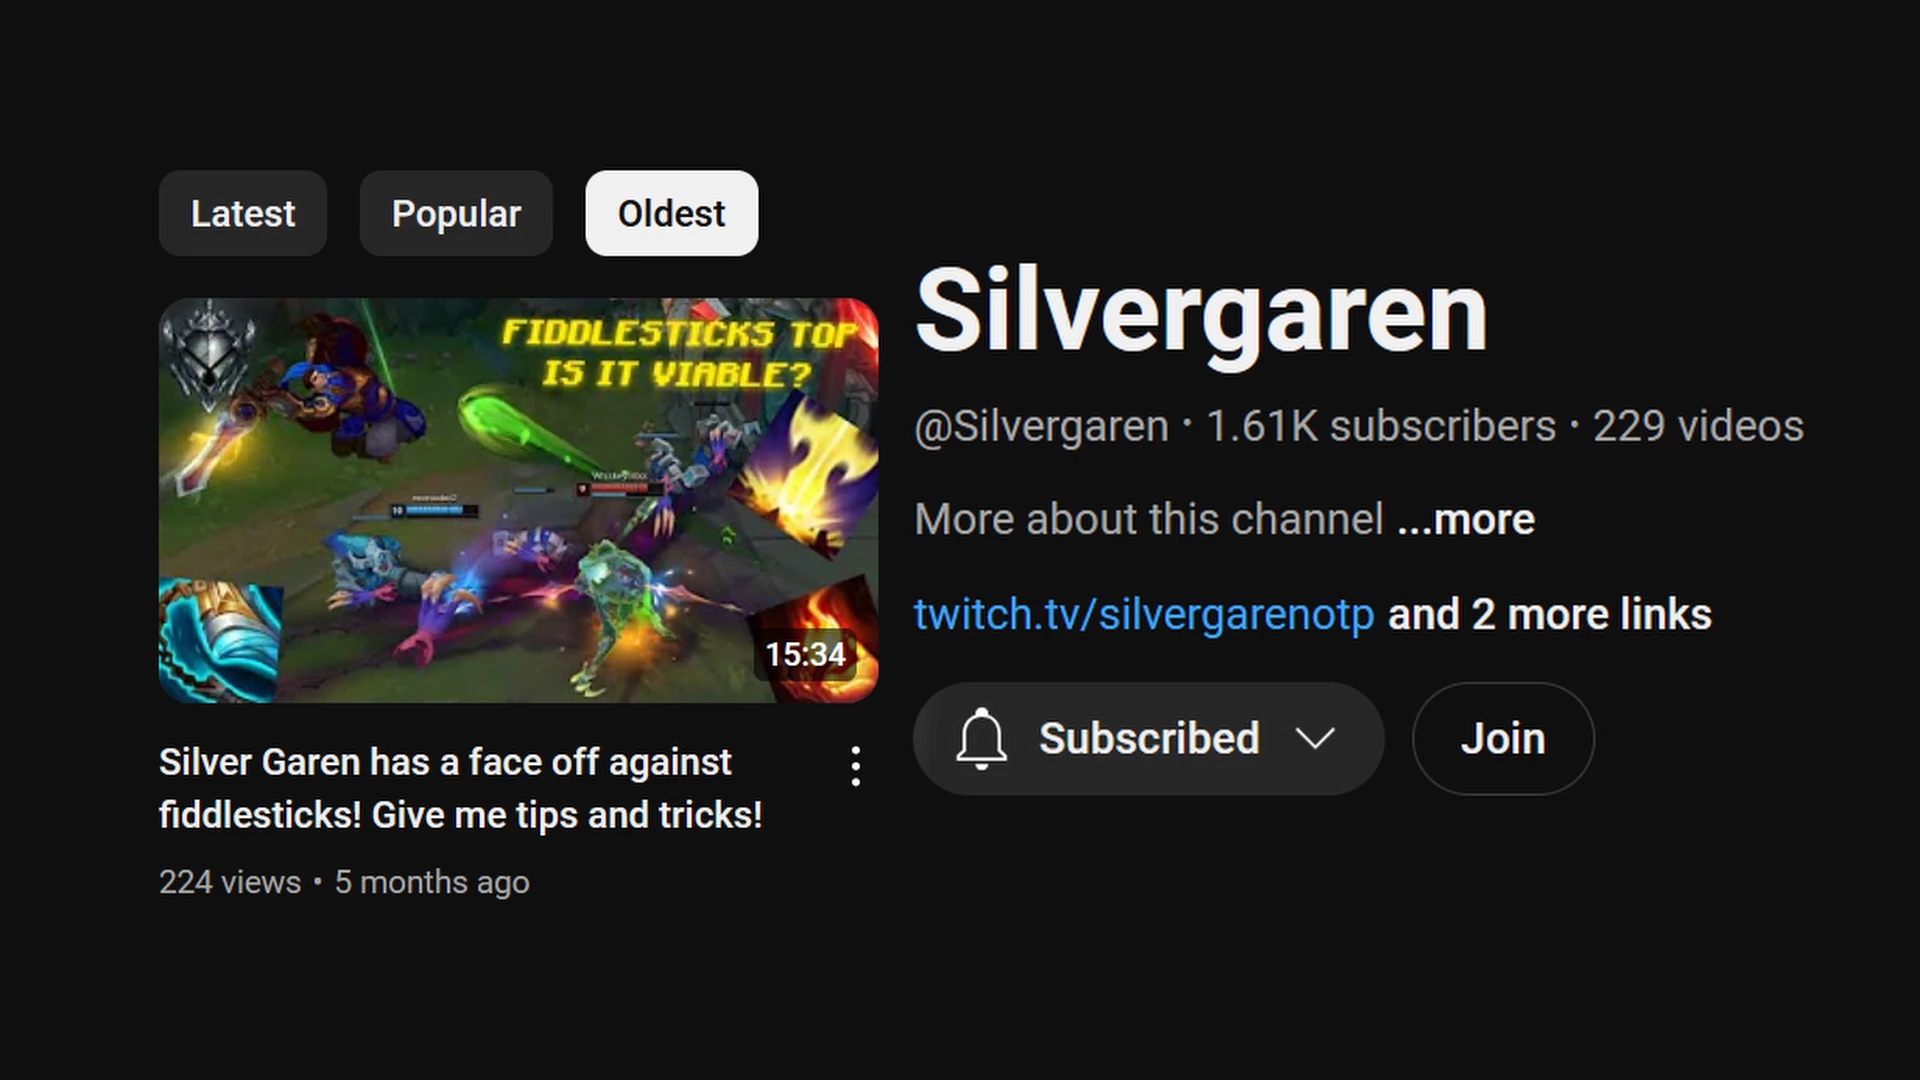 Latest
Popular
Oldest
FIDDLESTICKS TOP
IS IT VIABLE?
10
9
15:34
Silver Garen has a face off against
fiddlesticks! Give me tips and tricks!
224 views • 5 months ago
Silvergaren
@Silvergaren • 1.61K subscribers • 229 videos
More about this channel ...more
twitch.tv/silvergarenotp and 2 more links
Subscribed
Join